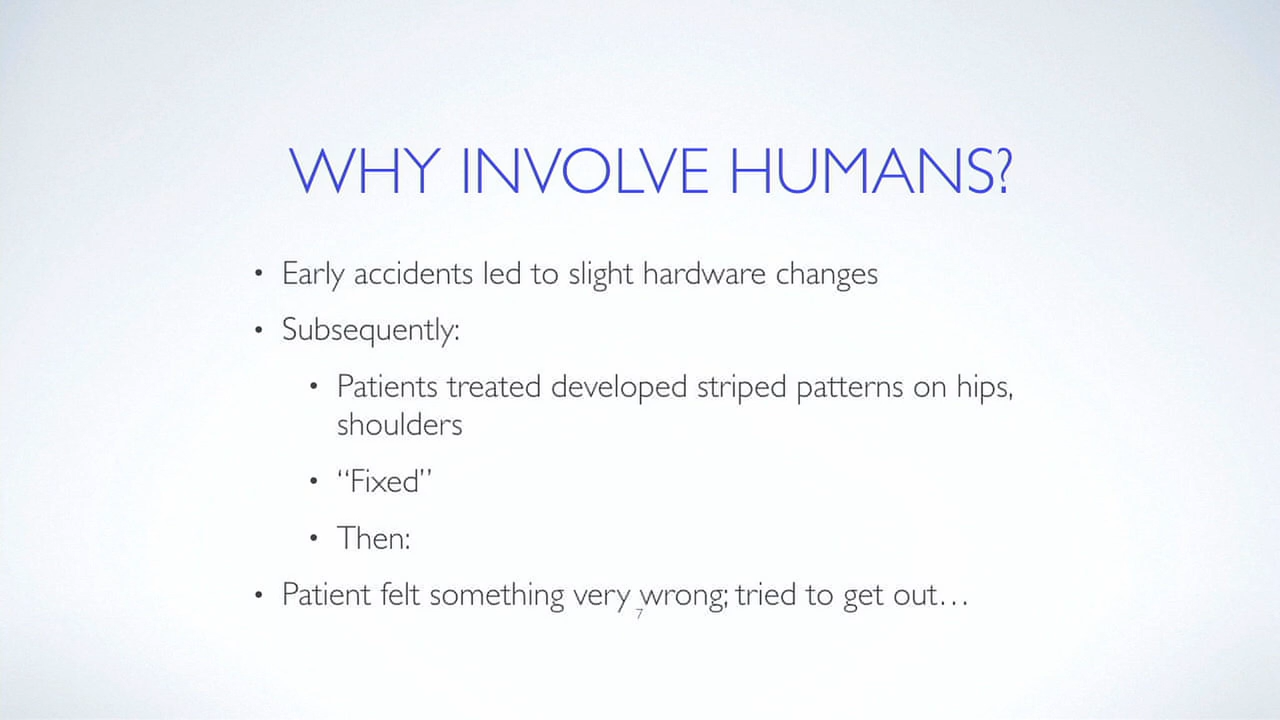 WHY INVOLVE HUMANS?
• Early accidents led to slight hardware changes
• Subsequently:
• Patients treated developed striped patterns on hips,
shoulders
• “Fixed”
• Then:
• Patient felt something very wrong; tried to get out…
7